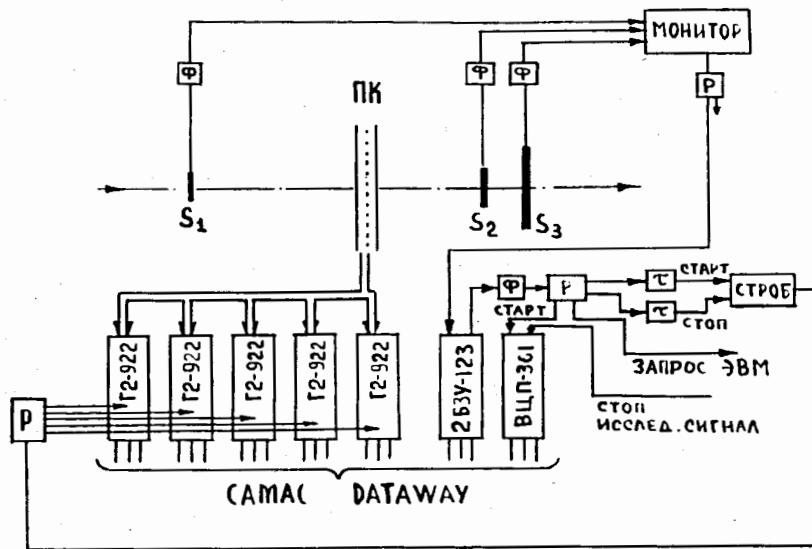 МОНИТОР
Ф
Ф
Ф
Р
ПК
S₁
S₂
S₃
Ф
Р
τ
СТАРТ
τ
СТОП
СТРОБ
СТАРТ
ЗАПРОС ЭВМ
Г2-922
Г2-922
Г2-922
Г2-922
Г2-922
2БЗУ-123
ВЦП-361
СТОП
ИССЛЕД. СИГНАЛ
Р
CAMAC DATAWAY